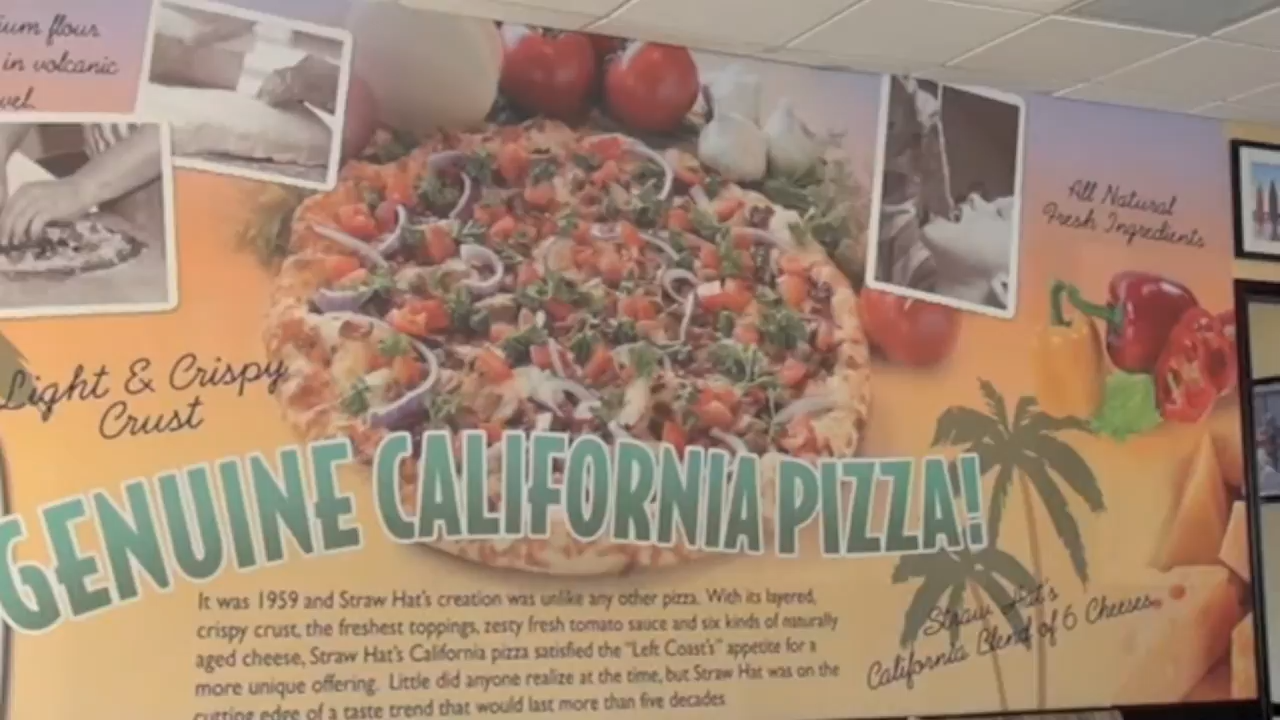 ium flour
in volcanic
vel.
All Natural
Fresh Ingredients
Light & Crispy
Crust
GENUINE CALIFORNIA PIZZA!
It was 1959 and Straw Hat's creation was unlike any other pizza. With its layered,
crispy crust, the freshest toppings, zesty fresh tomato sauce and six kinds of naturally
aged cheese, Straw Hat's California pizza satisfied the "Left Coast's" appetite for a
more unique offering. Little did anyone realize at the time, but Straw Hat was on the
cutting edge of a taste trend that would last more than five decades
Straw Hat's
California Blend of 6 Cheeses